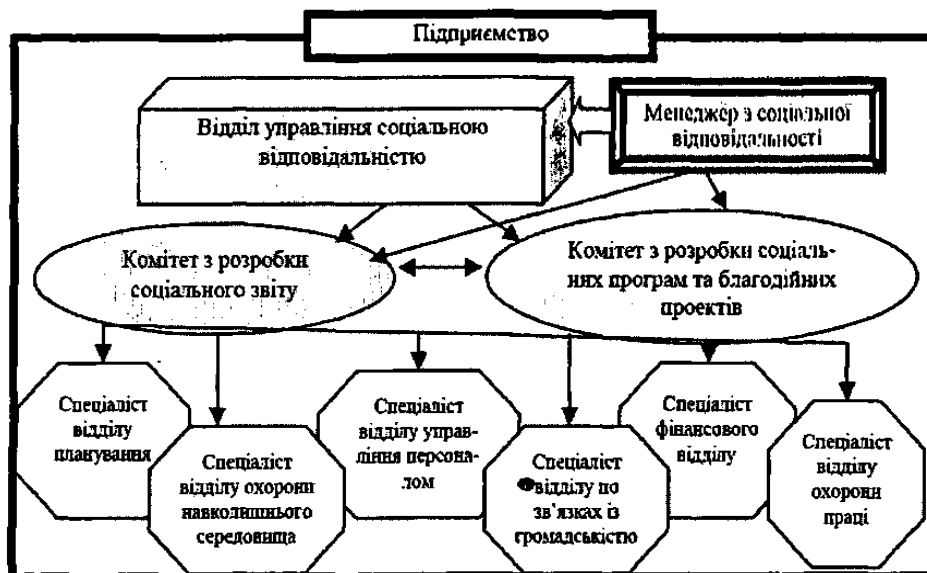 Підприємство
Відділ управління соціальною
відповідальністю
Менеджер з соціальної
відповідальності
Комітет з розробки
соціального звіту
Комітет з розробки соціаль-
них програм та благодійних
проектів
Спеціаліст
відділу
планування
Спеціаліст
відділу охорони
навколишнього
середовища
Спеціаліст
відділу управ-
ління персона-
лом
Спеціаліст
відділу по
зв'язках із
громадськістю
Спеціаліст
фінансового
відділу
Спеціаліст
відділу
охорони
праці